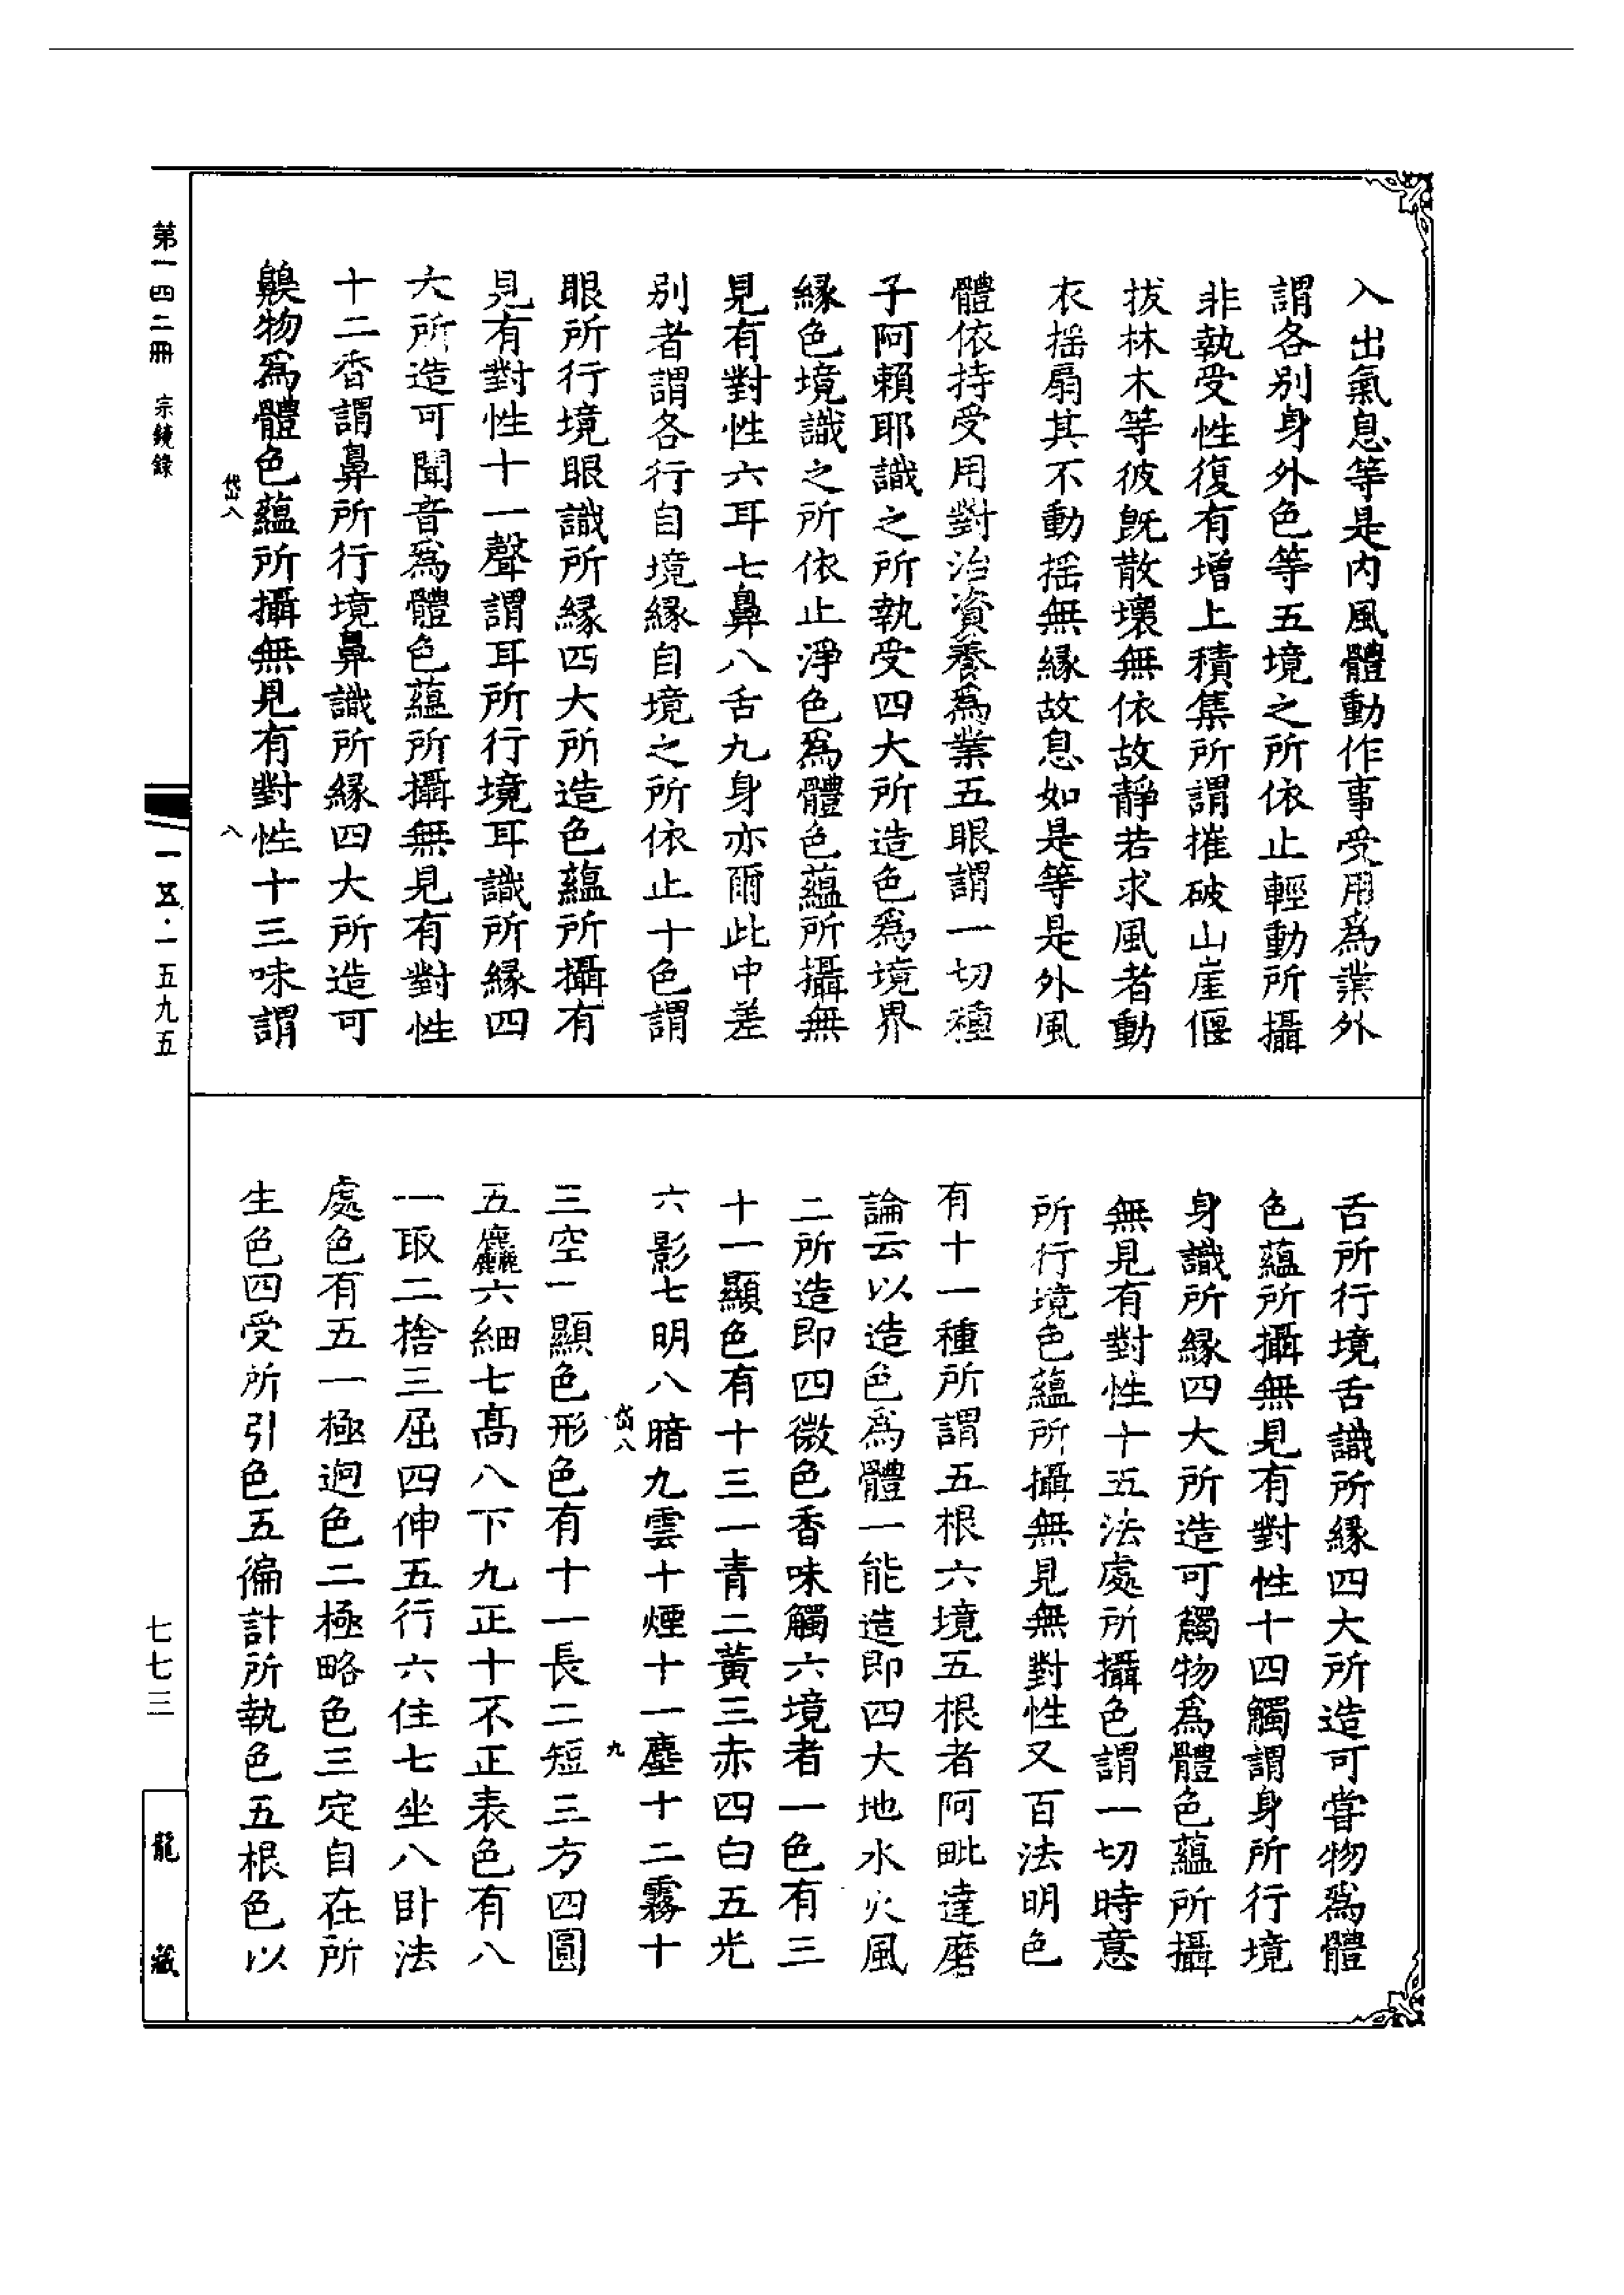 入出氣息等是內風體動作事受用為業外
謂各別身外色等五境之所依止輕動所攝
非執受性復有增上積集所謂摧破山崖偃
拔林木等彼旣散壞無依故靜若求風者動
衣搖扇其不動搖無緣故息如是等是外風
體依持受用對治資養為業五眼謂一切種
子阿賴耶識之所執受四大所造色為境界
緣色境識之所依止淨色為體色蘊所攝無
見有對性六耳七鼻八舌九身亦爾此中差
別者謂各行自境緣自境之所依止十色謂
眼所行境眼識所緣四大所造色蘊所攝有
見有對性十一聲謂耳所行境耳識所緣四
大所造可聞音為體色蘊所攝無見有對性
十二香謂鼻所行境鼻識所緣四大所造可
齅物為體色蘊所攝無見有對性十三味謂
岱八
八
舌所行境舌識所緣四大所造可嘗物為體
色蘊所攝無見有對性十四觸謂身所行境
身識所緣四大所造可觸物為體色蘊所攝
無見有對性十五法處所攝色謂一切時意
所行境色蘊所攝無見無對性又百法明色
有十一種所謂五根六境五根者阿毗達磨
論云以造色為體一能造即四大地水火風
二所造即四微色香味觸六境者一色有三
十一顯色有十三一青二黃三赤四白五光
六影七明八暗九雲十煙十一塵十二霧十
岱八
九
三空一顯色形色有十一長二短三方四圓
五麤六細七高八下九正十不正表色有八
一取二捨三屈四伸五行六住七坐八臥法
處色有五一極迥色二極略色三定自在所
生色四受所引色五徧計所執色五根色以
第一四二冊 宗鏡錄
一五·一五九五
七七三
龍藏